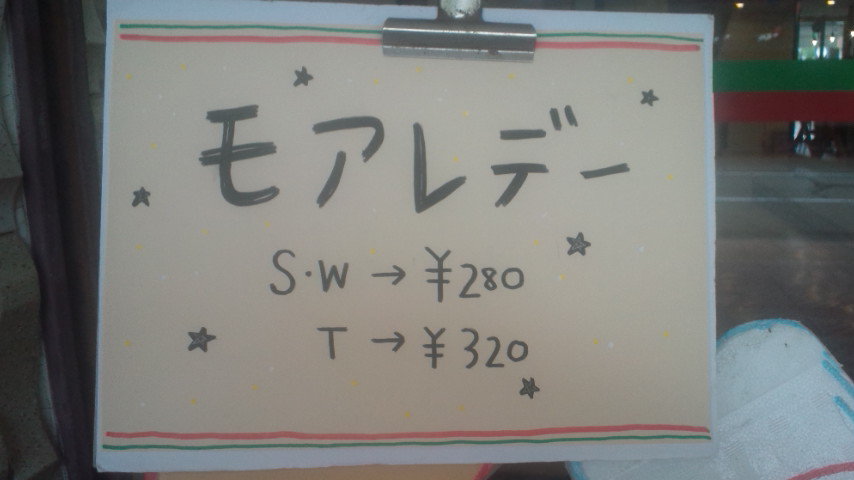 モアレデー
S·W → ¥280
T → ¥320